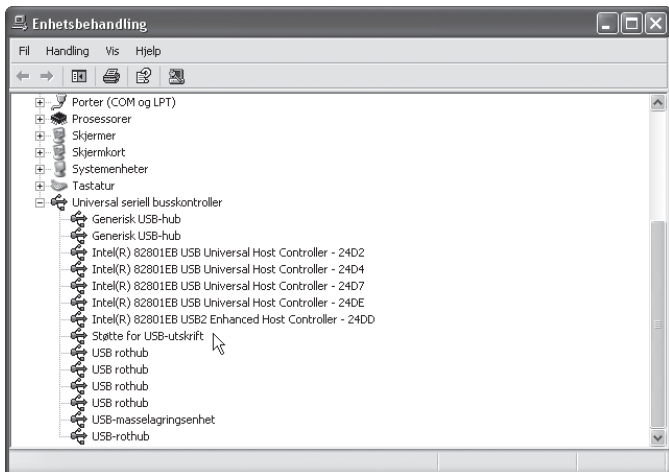 Enhetsbehandling
Fil Handling Vis Hjelp
Porter (COM og LPT)
Prosessorer
Skjermer
Skjermkort
Systemenheter
Tastatur
Universal seriell busskontroller
Generisk USB-hub
Generisk USB-hub
Intel(R) 82801EB USB Universal Host Controller - 24D2
Intel(R) 82801EB USB Universal Host Controller - 24D4
Intel(R) 82801EB USB Universal Host Controller - 24D7
Intel(R) 82801EB USB Universal Host Controller - 24DE
Intel(R) 82801EB USB2 Enhanced Host Controller - 24DD
Støtte for USB-utskrift
USB rothub
USB rothub
USB rothub
USB rothub
USB-masselagringsenhet
USB-rothub